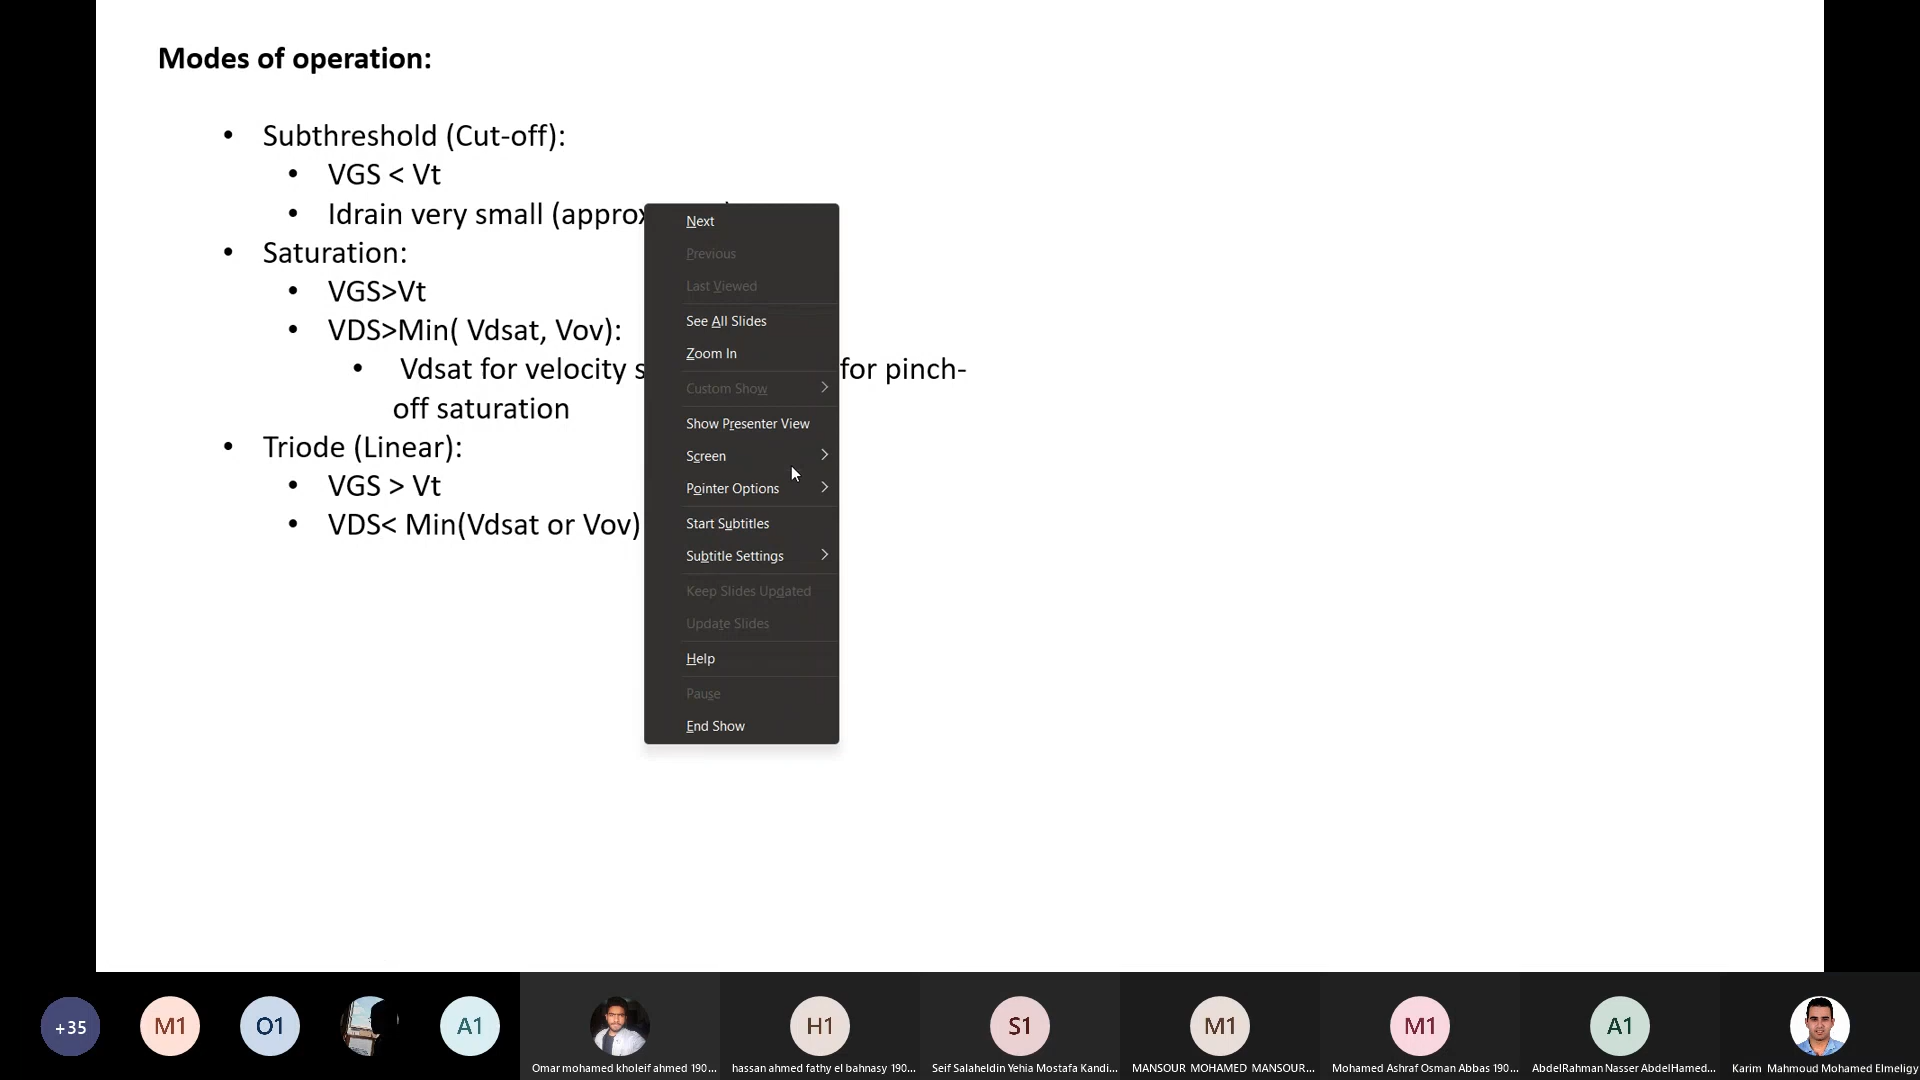 Modes of operation:
• Subthreshold (Cut-off):
• VGS < Vt
• Idrain very small (approx
• Saturation:
• VGS>Vt
• VDS>Min( Vdsat, Vov):
• Vdsat for velocity s for pinch-
off saturation
• Triode (Linear):
• VGS > Vt
• VDS< Min(Vdsat or Vov)
Next
Previous
Last Viewed
See All Slides
Zoom In
Custom Show
Show Presenter View
Screen
Pointer Options
Start Subtitles
Subtitle Settings
Keep Slides Updated
Update Slides
Help
Pause
End Show
+35
M1
O1
A1
H1
S1
M1
M1
A1
Omar mohamed kholeif ahmed 190...
hassan ahmed fathy el bahnasy 190...
Seif Salaheldin Yehia Mostafa Kandi...
MANSOUR MOHAMED MANSOUR...
Mohamed Ashraf Osman Abbas 190...
AbdelRahman Nasser AbdelHamed...
Karim Mahmoud Mohamed Elmeligy